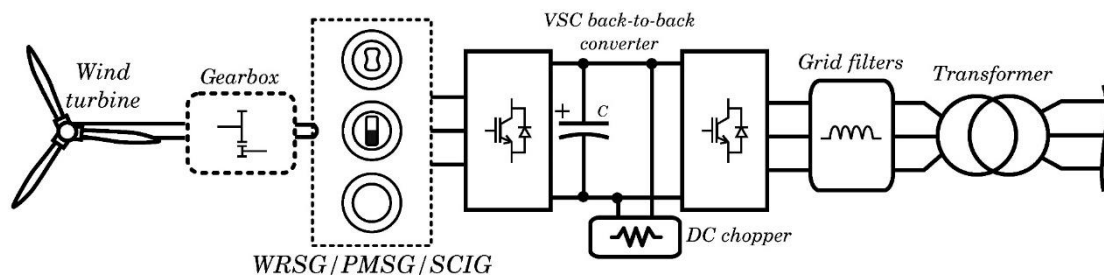 VSC back-to-back
converter
Wind
turbine
Gearbox
Grid filters
Transformer
+
C
DC chopper
WRSG/PMSG/SCIG